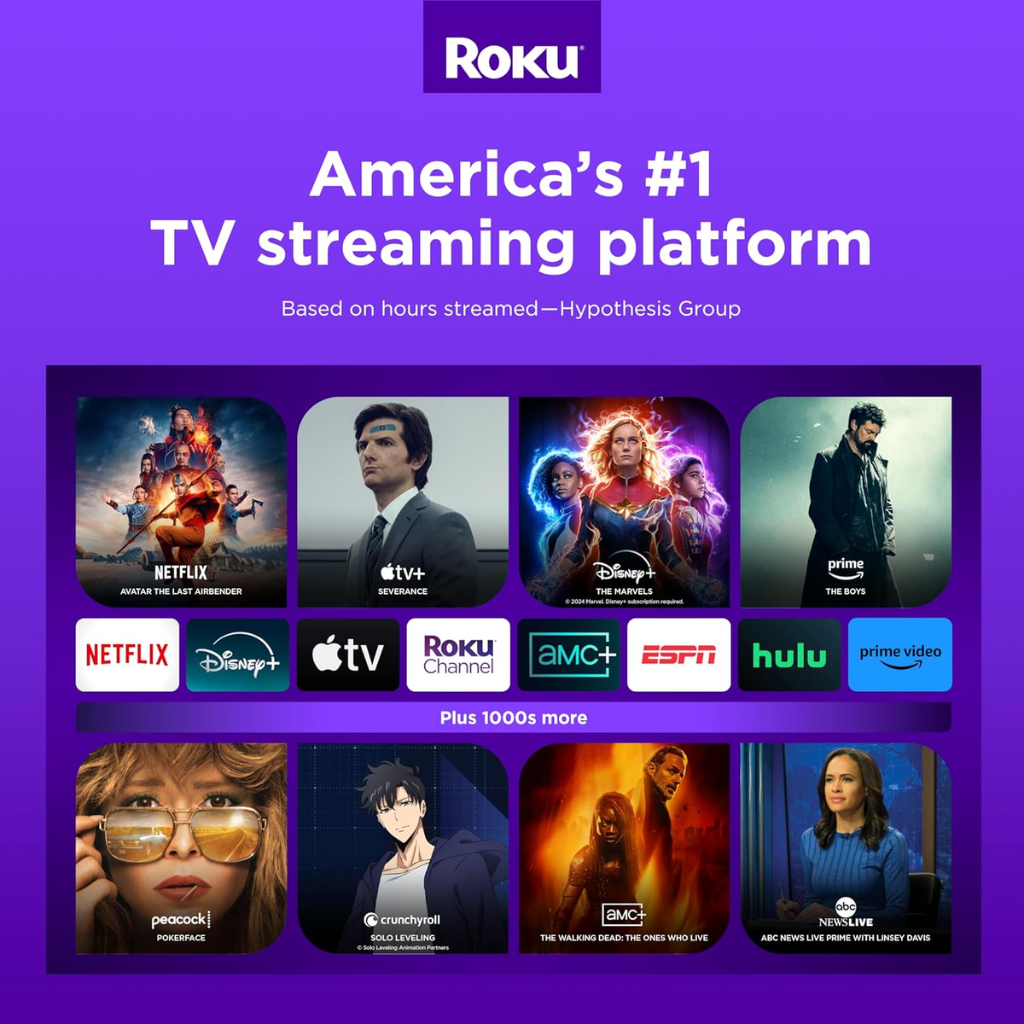 ROKU
America's #1
TV streaming platform
Based on hours streamed—Hypothesis Group
NETFLIX
AVATAR THE LAST AIRBENDER
tv+
SEVERANCE
Disney+
THE MARVELS
© 2024 Marvel. Disney+ subscription required.
prime
THE BOYS
NETFLIX
Disney+
tv
ROKU
Channel
aMC+
ESPN
hulu
prime video
Plus 1000s more
peacock
POKERFACE
crunchyroll
SOLO LEVELING
© Solo Leveling Animation Partners
aMC+
THE WALKING DEAD: THE ONES WHO LIVE
abc
NEWSLIVE
ABC NEWS LIVE PRIME WITH LINSEY DAVIS